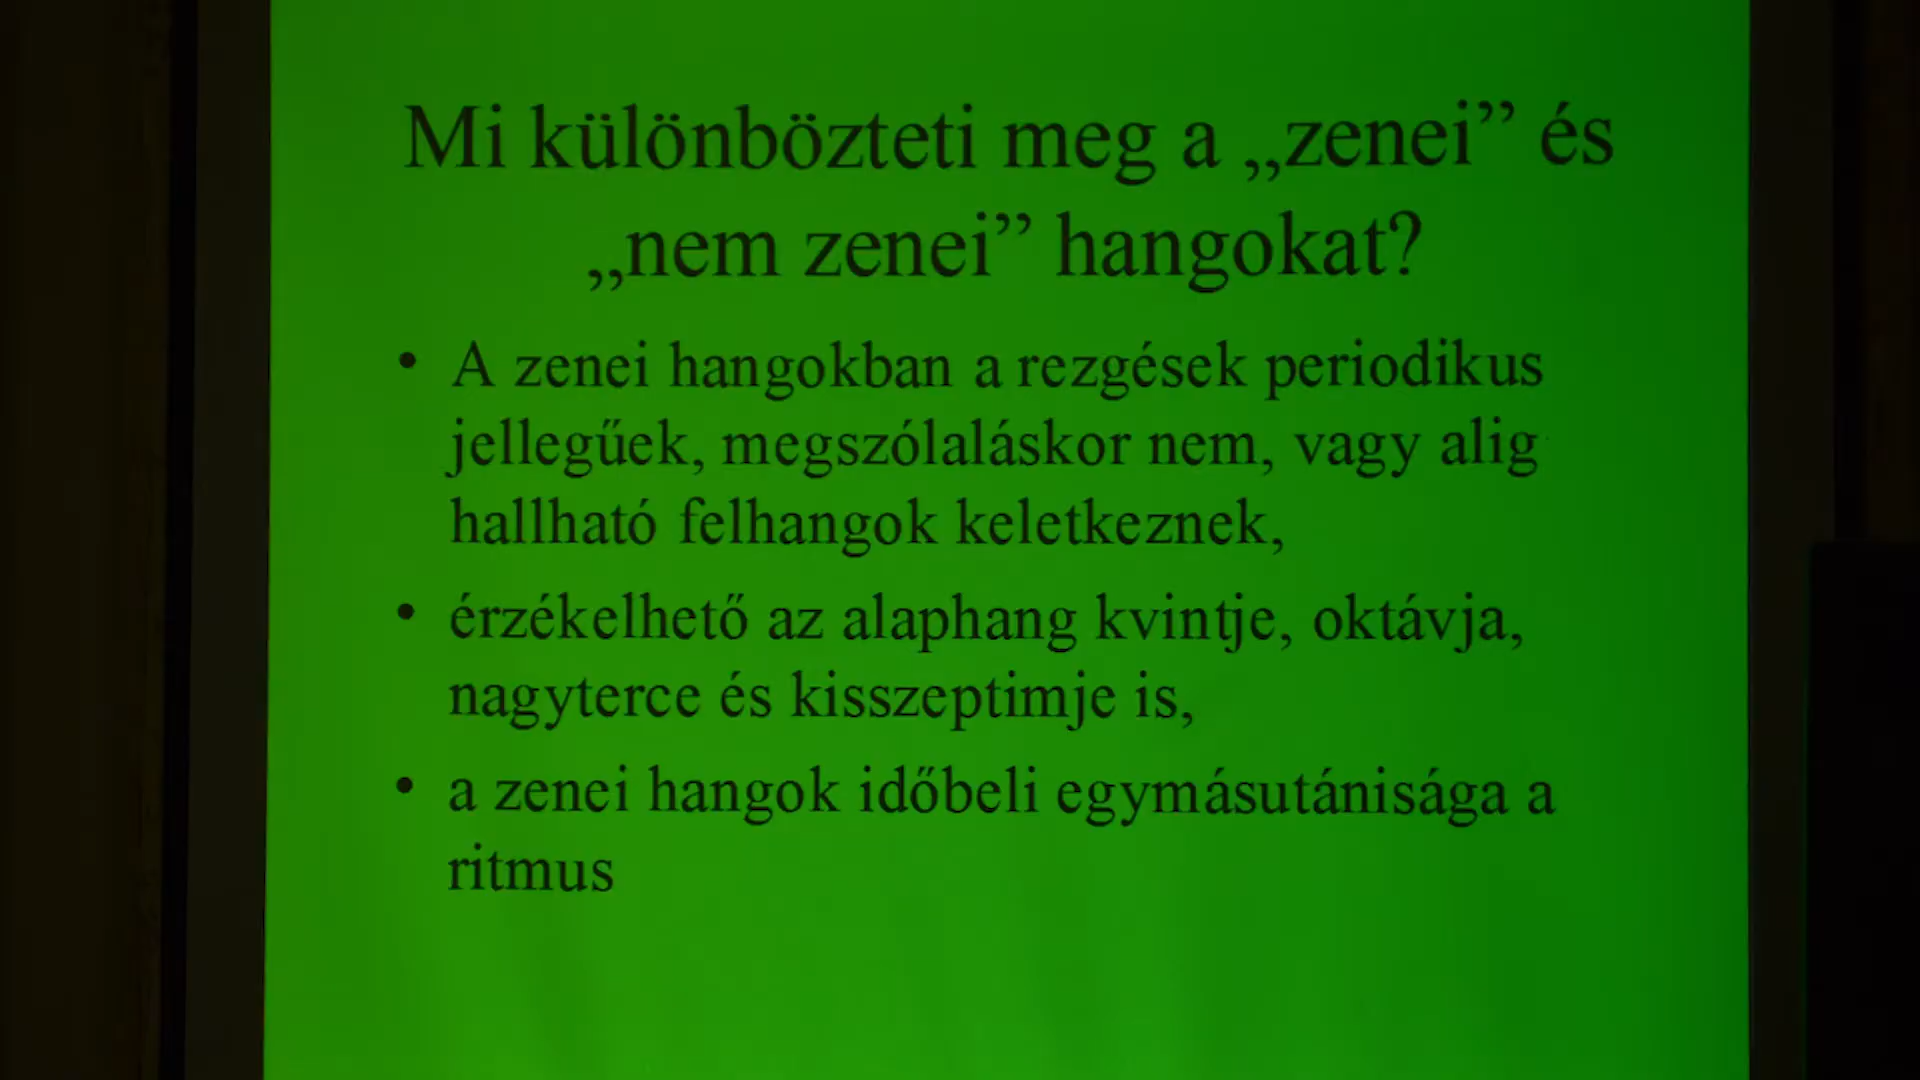 Mi különbözteti meg a „zenei” és
„nem zenei” hangokat?
• A zenei hangokban a rezgések periodikus
jellegűek, megszólaláskor nem, vagy alig
hallható felhangok keletkeznek,
• érzékelhető az alaphang kvintje, oktávja,
nagyterce és kisszeptimje is,
• a zenei hangok időbeli egymásutánisága a
ritmus